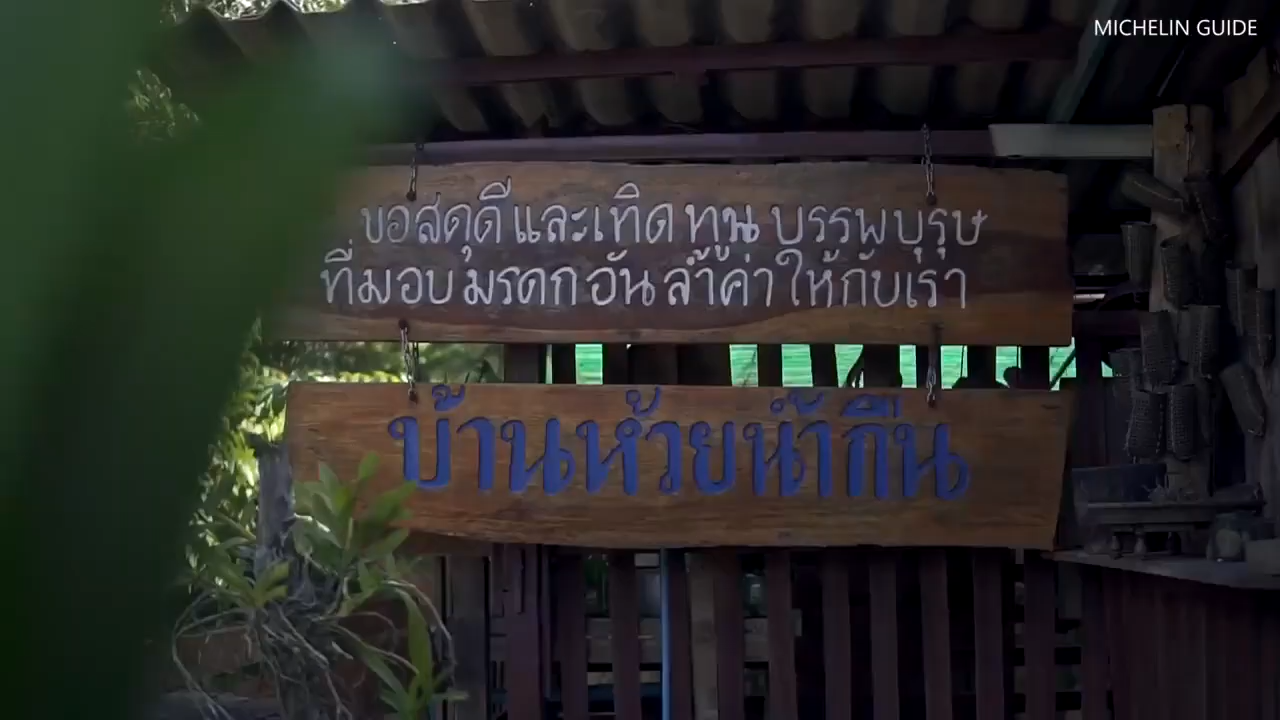 MICHELIN GUIDE
ขอสดุดี และเทิด ทูน บรรพบุรุษ
ที่มอบ มรดก อัน ล้ำค่า ให้กับเรา
บ้านห้วยน้ำกืน